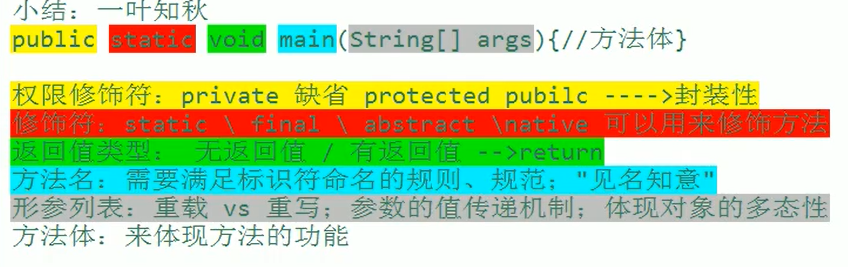 小结：一叶知秋
public static void main(String[] args){//方法体}
权限修饰符：private 缺省 protected pubilc ---->封装性
修饰符：static \ final \ abstract \native 可以用来修饰方法
返回值类型： 无返回值 / 有返回值 -->return
方法名：需要满足标识符命名的规则、规范；"见名知意"
形参列表：重载 vs 重写；参数的值传递机制；体现对象的多态性
方法体：来体现方法的功能